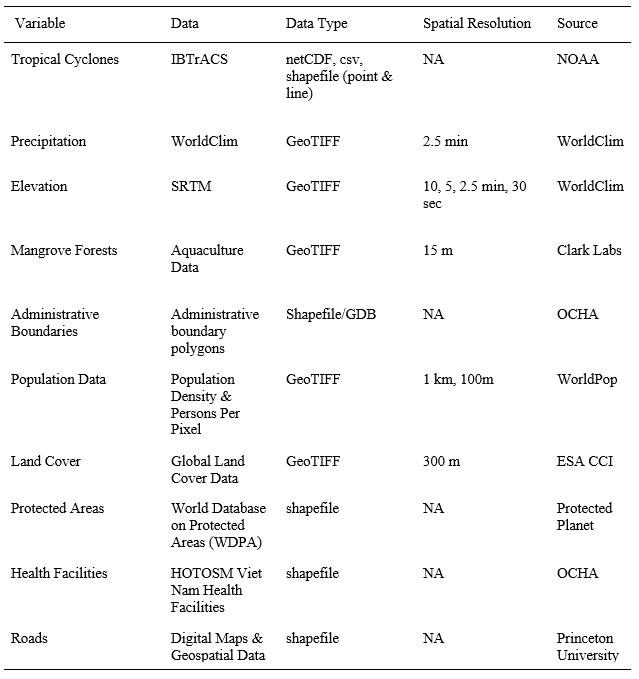 Variable Data Data Type Spatial Resolution Source
Tropical Cyclones IBTrACS netCDF, csv, NA NOAA
shapefile (point &
line)
Precipitation WorldClim GeoTIFF 2.5 min WorldClim
Elevation SRTM GeoTIFF 10, 5, 2.5 min, 30 WorldClim
sec
Mangrove Forests Aquaculture GeoTIFF 15 m Clark Labs
Data
Administrative Administrative Shapefile/GDB NA OCHA
Boundaries boundary
polygons
Population Data Population GeoTIFF 1 km, 100m WorldPop
Density &
Persons Per
Pixel
Land Cover Global Land GeoTIFF 300 m ESA CCI
Cover Data
Protected Areas World Database shapefile NA Protected
on Protected Planet
Areas (WDPA)
Health Facilities HOTOSM Viet shapefile NA OCHA
Nam Health
Facilities
Roads Digital Maps & shapefile NA Princeton
Geospatial Data University